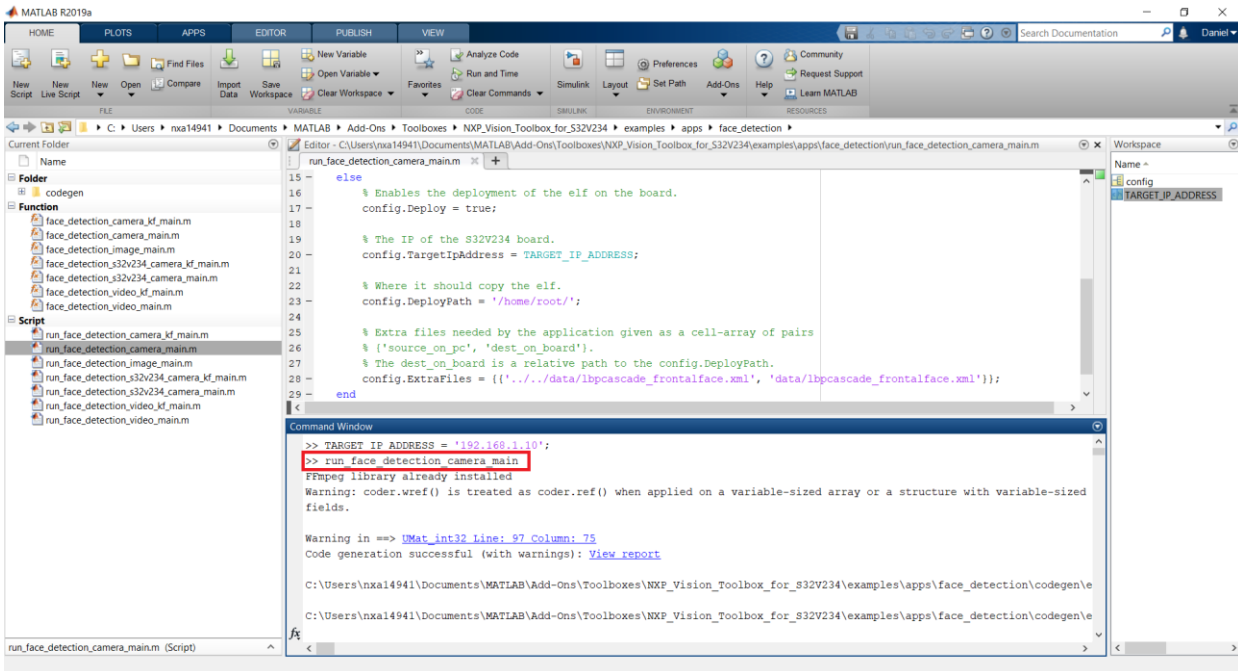 MATLAB R2019a
HOME PLOTS APPS EDITOR PUBLISH VIEW
Search Documentation Daniel
New Script
New Live Script
New
Open
Find Files
Compare
Import Data
Save Workspace
New Variable
Open Variable
Clear Workspace
Favorites
Analyze Code
Run and Time
Clear Commands
Simulink
Layout
Preferences
Set Path
Add-Ons
Help
Community
Request Support
Learn MATLAB
FILE VARIABLE CODE SIMULINK ENVIRONMENT RESOURCES
C: Users nxa14941 Documents MATLAB Add-Ons Toolboxes NXP_Vision_Toolbox_for_S32V234 examples apps face_detection
Current Folder
Name
Folder
codegen
Function
face_detection_camera_kf_main.m
face_detection_camera_main.m
face_detection_image_main.m
face_detection_s32v234_camera_kf_main.m
face_detection_s32v234_camera_main.m
face_detection_video_kf_main.m
face_detection_video_main.m
Script
run_face_detection_camera_kf_main.m
run_face_detection_camera_main.m
run_face_detection_image_main.m
run_face_detection_s32v234_camera_kf_main.m
run_face_detection_s32v234_camera_main.m
run_face_detection_video_kf_main.m
run_face_detection_video_main.m
run_face_detection_camera_main.m (Script)
Editor - C:\Users\nxa14941\Documents\MATLAB\Add-Ons\Toolboxes\NXP_Vision_Toolbox_for_S32V234\examples\apps\face_detection\run_face_detection_camera_main.m
run_face_detection_camera_main.m
15 - else
16 % Enables the deployment of the elf on the board.
17 - config.Deploy = true;
18
19 % The IP of the S32V234 board.
20 - config.TargetIpAddress = TARGET_IP_ADDRESS;
21
22 % Where it should copy the elf.
23 - config.DeployPath = '/home/root/';
24
25 % Extra files needed by the application given as a cell-array of pairs
26 % {'source_on_pc', 'dest_on_board'}.
27 % The dest_on_board is a relative path to the config.DeployPath.
28 - config.ExtraFiles = {{'../../data/lbpcascade_frontalface.xml', 'data/lbpcascade_frontalface.xml'}};
29 - end
Command Window
>> TARGET_IP_ADDRESS = '192.168.1.10';
>> run_face_detection_camera_main
FFmpeg library already installed
Warning: coder.wref() is treated as coder.ref() when applied on a variable-sized array or a structure with variable-sized
fields.
Warning in ==> UMat_int32 Line: 97 Column: 75
Code generation successful (with warnings): View report
C:\Users\nxa14941\Documents\MATLAB\Add-Ons\Toolboxes\NXP_Vision_Toolbox_for_S32V234\examples\apps\face_detection\codegen\e
C:\Users\nxa14941\Documents\MATLAB\Add-Ons\Toolboxes\NXP_Vision_Toolbox_for_S32V234\examples\apps\face_detection\codegen\e
fx
Workspace
Name
config
TARGET_IP_ADDRESS